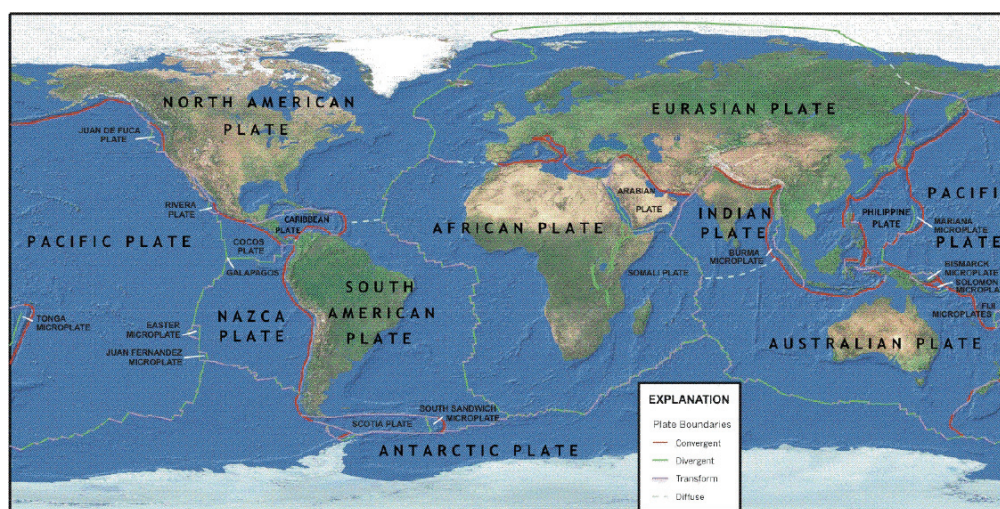 NORTH AMERICAN
PLATE
EURASIAN PLATE
JUAN DE FUCA
PLATE
ARABIAN
PLATE
RIVERA
PLATE
CARIBBEAN
PLATE
AFRICAN PLATE
INDIAN
PLATE
PHILIPPINE
PLATE
PACIFI
PLATE
MARIANA
MICROPLATE
PACIFIC PLATE
COCOS
PLATE
GALAPAGOS
BURMA
MICROPLATE
SOMALI PLATE
BISMARCK
MICROPLATE
SOLOMON
MICROPLA
FIJI
MICROPLATES
SOUTH
AMERICAN
PLATE
NAZCA
PLATE
TONGA
MICROPLATE
EASTER
MICROPLATE
JUAN FERNANDEZ
MICROPLATE
AUSTRALIAN PLATE
SOUTH SANDWICH
MICROPLATE
SCOTIA PLATE
ANTARCTIC PLATE
EXPLANATION
Plate Boundaries
Convergent
Divergent
Transform
Diffuse